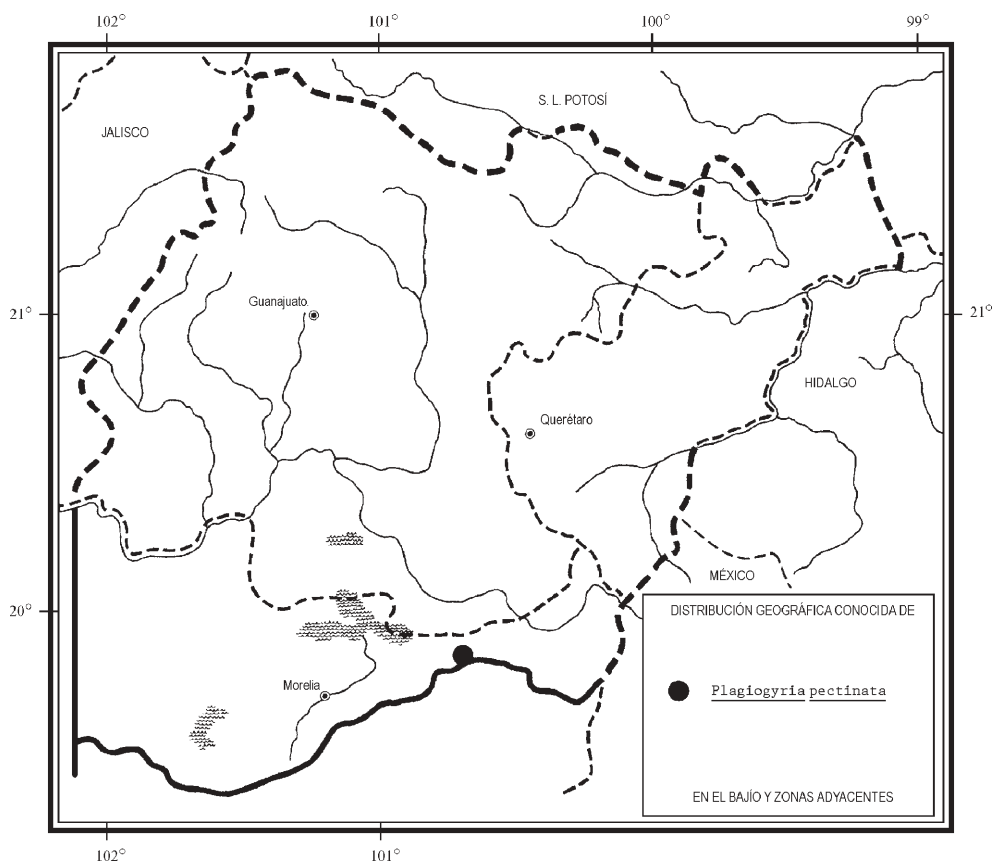 102°
101°
100°
99°
S. L. POTOSÍ
JALISCO
Guanajuato
21°
21°
HIDALGO
Querétaro
MÉXICO
20°
DISTRIBUCIÓN GEOGRÁFICA CONOCIDA DE
Morelia
Plagiogyria pectinata
EN EL BAJÍO Y ZONAS ADYACENTES
102°
101°